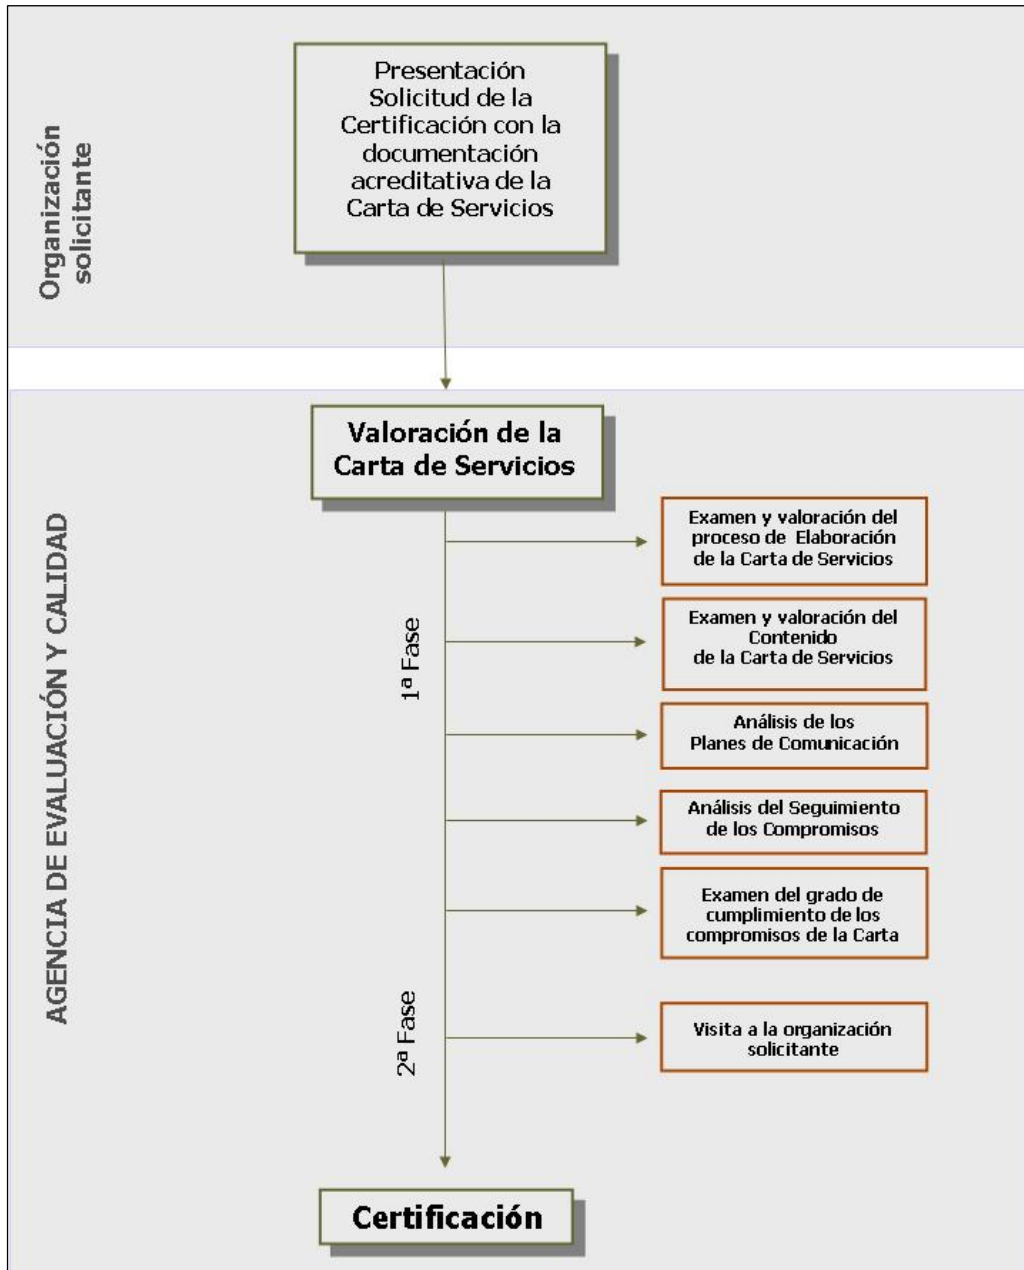 Organización
solicitante
Presentación
Solicitud de la
Certificación con la
documentación
acreditativa de la
Carta de Servicios
AGENCIA DE EVALUACIÓN Y CALIDAD
Valoración de la
Carta de Servicios
1ª Fase
Examen y valoración del
proceso de Elaboración
de la Carta de Servicios
Examen y valoración del
Contenido
de la Carta de Servicios
Análisis de los
Planes de Comunicación
Análisis del Seguimiento
de los Compromisos
Examen del grado de
cumplimiento de los
compromisos de la Carta
2ª Fase
Visita a la organización
solicitante
Certificación